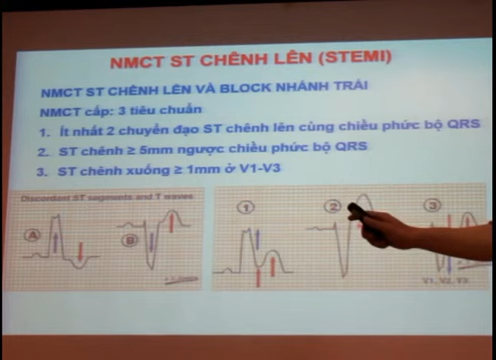 NMCT ST CHÊNH LÊN (STEMI)
NMCT ST CHÊNH LÊN VÀ BLOCK NHÁNH TRÁI
NMCT cấp: 3 tiêu chuẩn
1. Ít nhất 2 chuyển đạo ST chênh lên cùng chiều phức bộ QRS
2. ST chênh ≥ 5mm ngược chiều phức bộ QRS
3. ST chênh xuống ≥ 1mm ở V1-V3
Discordant ST segments and T waves
A
B
1
2
3
V1, V2, V3